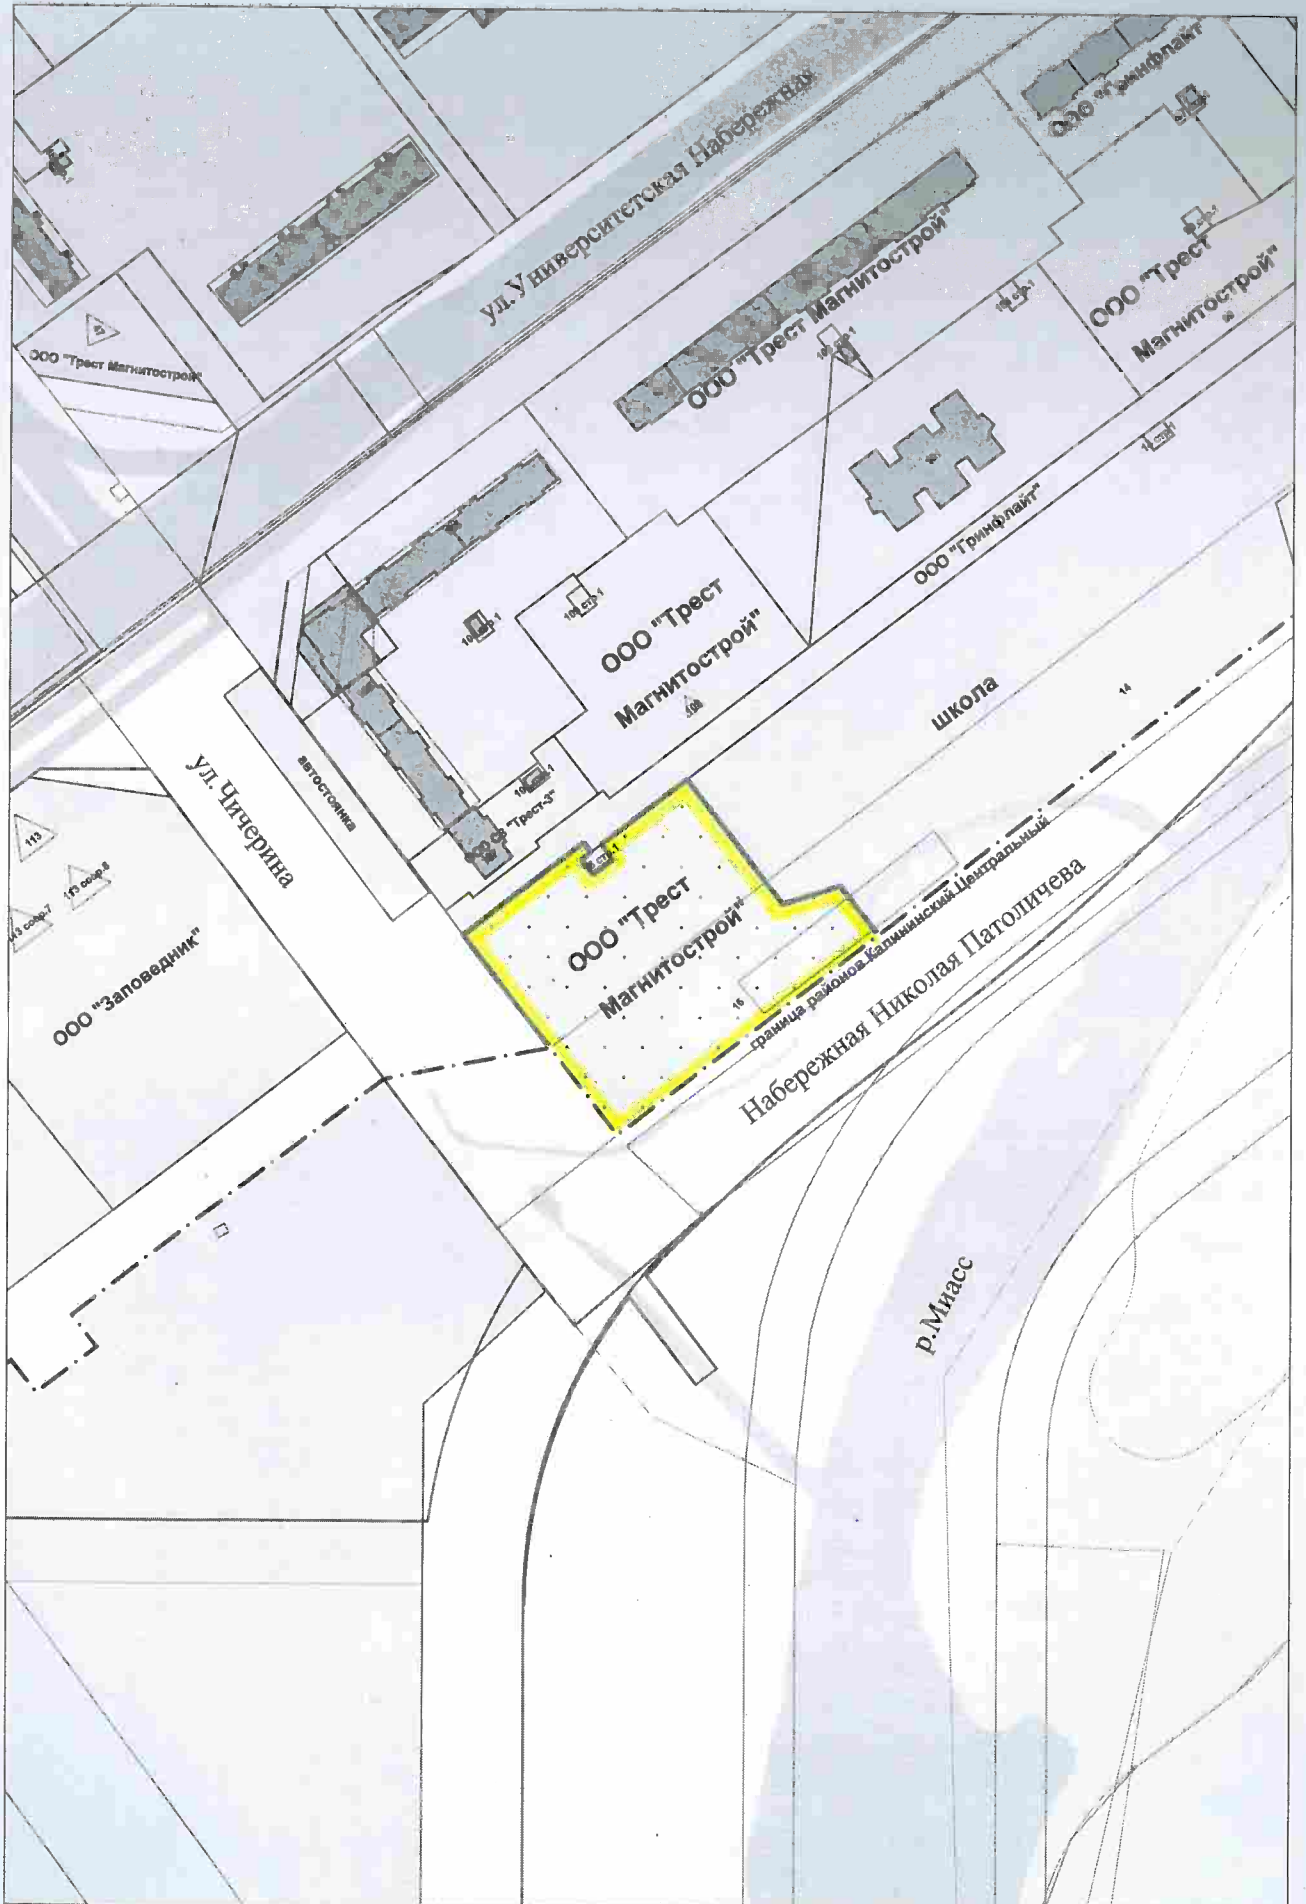 ООО "Гринфлайт"
ул.Университетская Набережная
ООО "Трест Магнитострой"
ООО "Трест
Магнитострой"
ООО "Трест Магнитострой"
ООО "Гринфлайт"
ООО "Трест
Магнитострой"
108
школа
14
ул. Чичерина
автостоянка
"Трест-3"
113
113 соор.8
113 соор.7
ООО "Заповедник"
ООО "Трест
Магнитострой"
16
граница районов Калининский Центральный
Набережная Николая Патоличева
р.Миасс